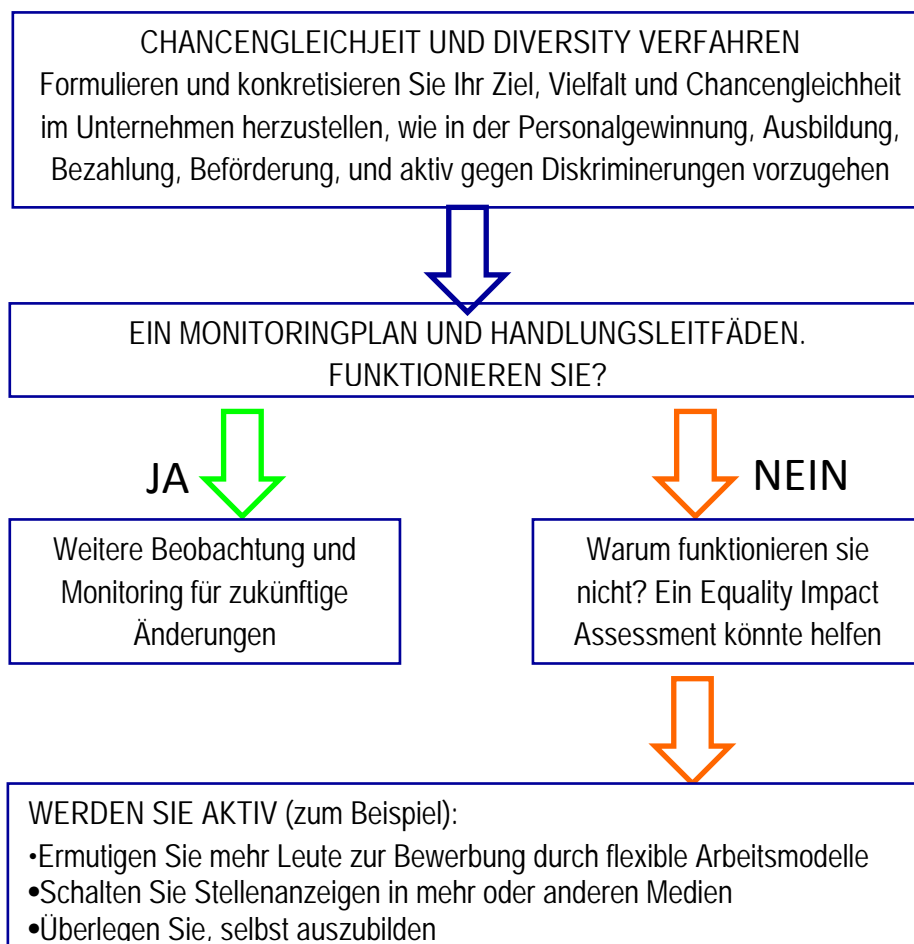 CHANCENGLEICHJEIT UND DIVERSITY VERFAHREN
Formulieren und konkretisieren Sie Ihr Ziel, Vielfalt und Chancengleichheit
im Unternehmen herzustellen, wie in der Personalgewinnung, Ausbildung,
Bezahlung, Beförderung, und aktiv gegen Diskriminerungen vorzugehen
EIN MONITORINGPLAN UND HANDLUNGSLEITFÄDEN.
FUNKTIONIEREN SIE?
JA
NEIN
Weitere Beobachtung und
Monitoring für zukünftige
Änderungen
Warum funktionieren sie
nicht? Ein Equality Impact
Assessment könnte helfen
WERDEN SIE AKTIV (zum Beispiel):
•Ermutigen Sie mehr Leute zur Bewerbung durch flexible Arbeitsmodelle
•Schalten Sie Stellenanzeigen in mehr oder anderen Medien
•Überlegen Sie, selbst auszubilden